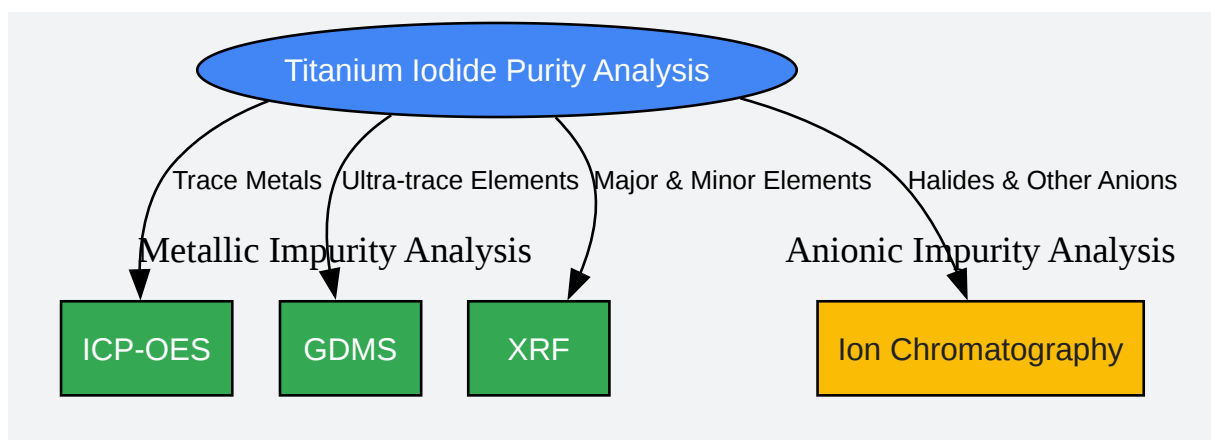 Titanium Iodide Purity Analysis
Trace Metals
Ultra-trace Elements
Major & Minor Elements
Halides & Other Anions
Metallic Impurity Analysis
Anionic Impurity Analysis
ICP-OES
GDMS
XRF
Ion Chromatography